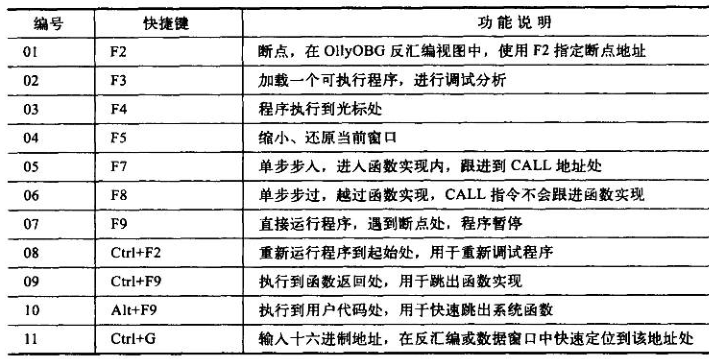 编号 快捷键 功能说明
01 F2 断点，在 OllyOBG 反汇编视图中，使用 F2 指定断点地址
02 F3 加载一个可执行程序，进行调试分析
03 F4 程序执行到光标处
04 F5 缩小、还原当前窗口
05 F7 单步步入，进入函数实现内，跟进到 CALL 地址处
06 F8 单步步过，越过函数实现，CALL 指令不会跟进函数实现
07 F9 直接运行程序，遇到断点处，程序暂停
08 Ctrl+F2 重新运行程序到起始处，用于重新调试程序
09 Ctrl+F9 执行到函数返回处，用于跳出函数实现
10 Alt+F9 执行到用户代码处，用于快速跳出系统函数
11 Ctrl+G 输入十六进制地址，在反汇编或数据窗口中快速定位到该地址处